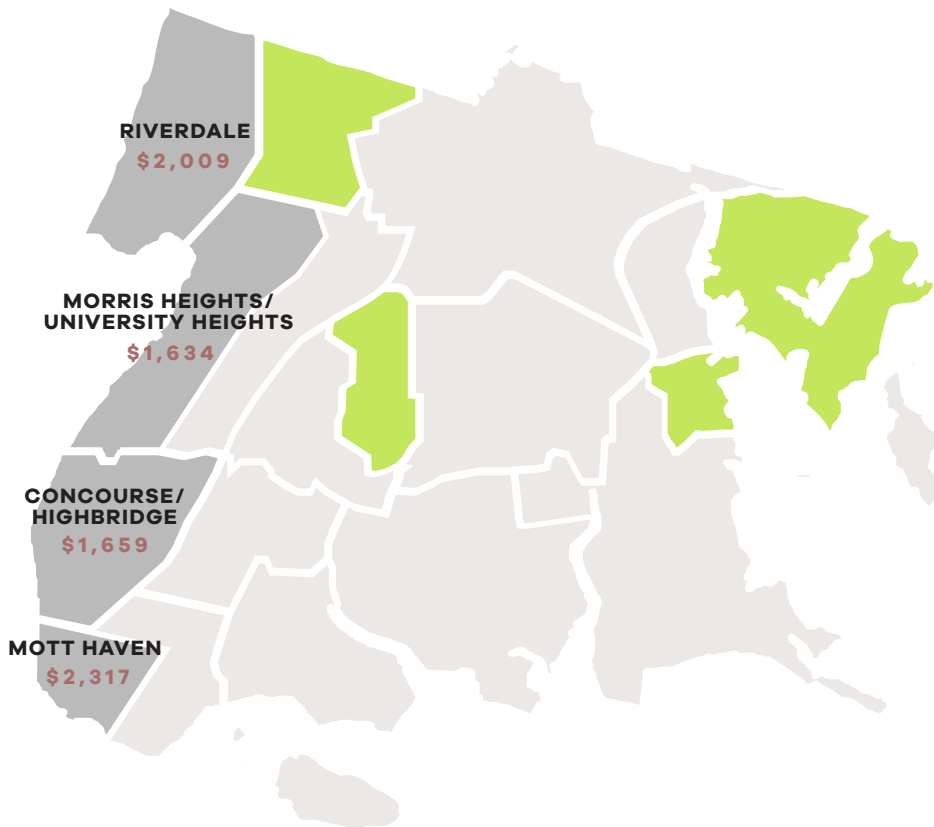 RIVERDALE
$2,009
MORRIS HEIGHTS/
UNIVERSITY HEIGHTS
$1,634
CONCOURSE/
HIGHBRIDGE
$1,659
MOTT HAVEN
$2,317